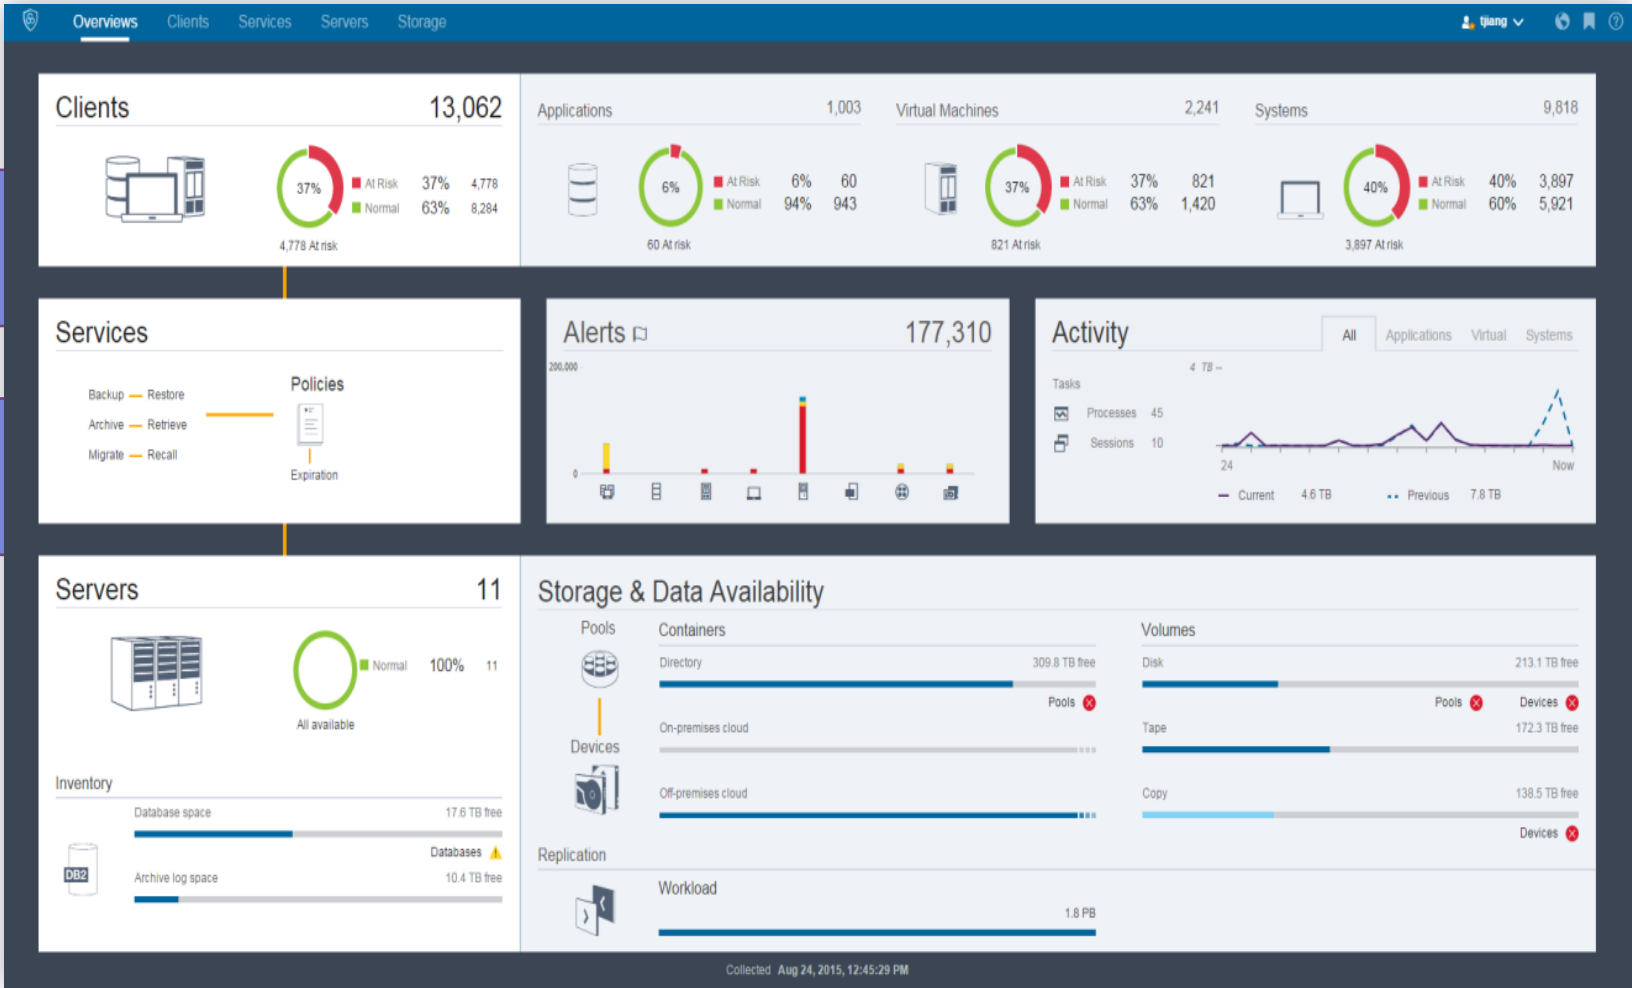 Overviews Clients Services Servers Storage tjiang
Clients 13,062
37%
At Risk 37% 4,778
Normal 63% 8,284
4,778 At risk
Applications 1,003
6%
At Risk 6% 60
Normal 94% 943
60 At risk
Virtual Machines 2,241
37%
At Risk 37% 821
Normal 63% 1,420
821 At risk
Systems 9,818
40%
At Risk 40% 3,897
Normal 60% 5,921
3,897 At risk
Services
Backup Restore
Archive Retrieve
Migrate Recall
Policies
Expiration
Alerts 177,310
200,000
0
Activity All Applications Virtual Systems
4 TB
Tasks
Processes 45
Sessions 10
24 Now
Current 4.6 TB Previous 7.8 TB
Servers 11
Normal 100% 11
All available
Inventory
Database space 17.6 TB free
Databases
DB2
Archive log space 10.4 TB free
Storage & Data Availability
Pools
Devices
Containers
Directory 309.8 TB free
Pools
On-premises cloud
Off-premises cloud
Volumes
Disk 213.1 TB free
Pools Devices
Tape 172.3 TB free
Copy 138.5 TB free
Devices
Replication
Workload
1.8 PB
Collected Aug 24, 2015, 12:45:29 PM